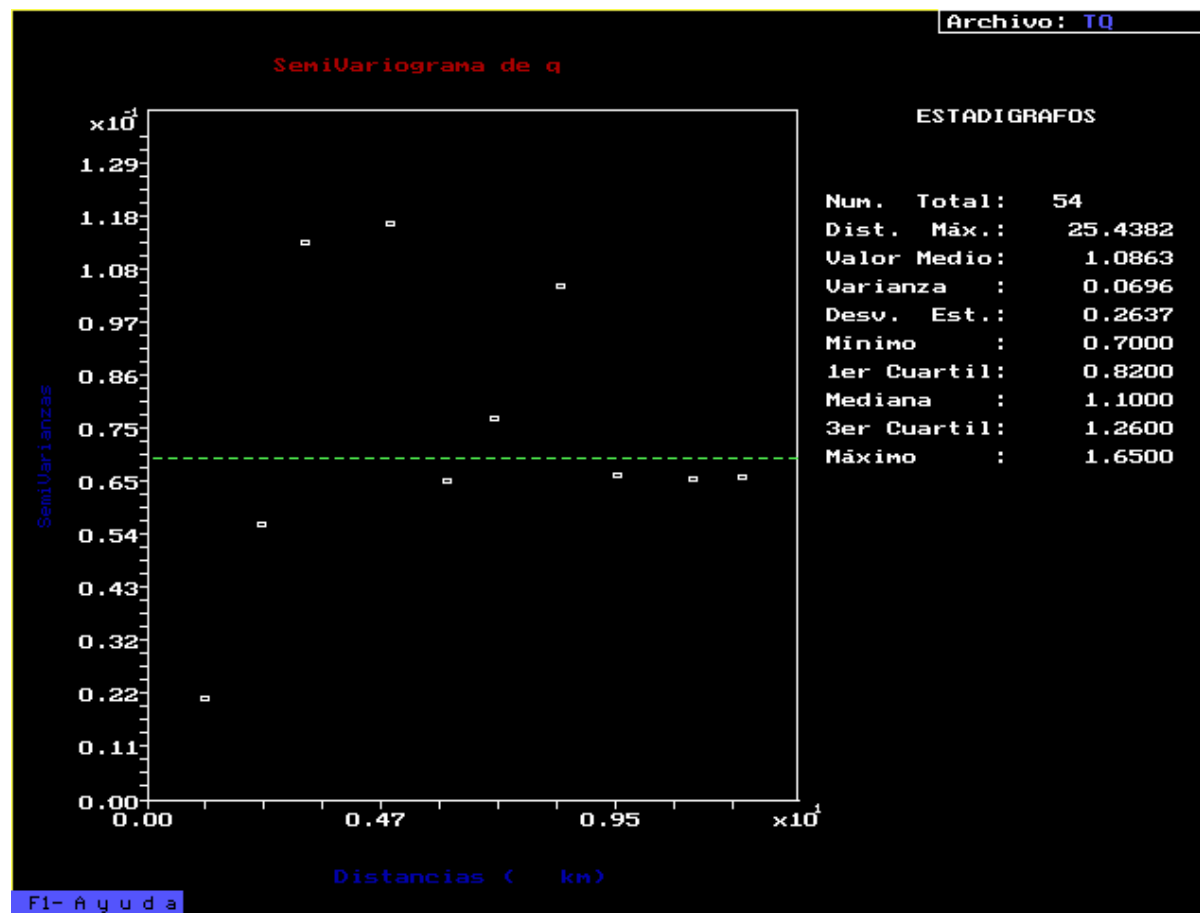 Archivo: TQ
SemiVariograma de q
x10^-1
1.29
1.18
1.08
0.97
0.86
0.75
0.65
0.54
0.43
0.32
0.22
0.11
0.00
SemiVarianzas
0.00 0.47 0.95 x10^1
Distancias ( km)
ESTADIGRAFOS
Num. Total: 54
Dist. Máx.: 25.4382
Valor Medio: 1.0863
Varianza : 0.0696
Desv. Est.: 0.2637
Mínimo : 0.7000
1er Cuartil: 0.8200
Mediana : 1.1000
3er Cuartil: 1.2600
Máximo : 1.6500
F1- A y u d a